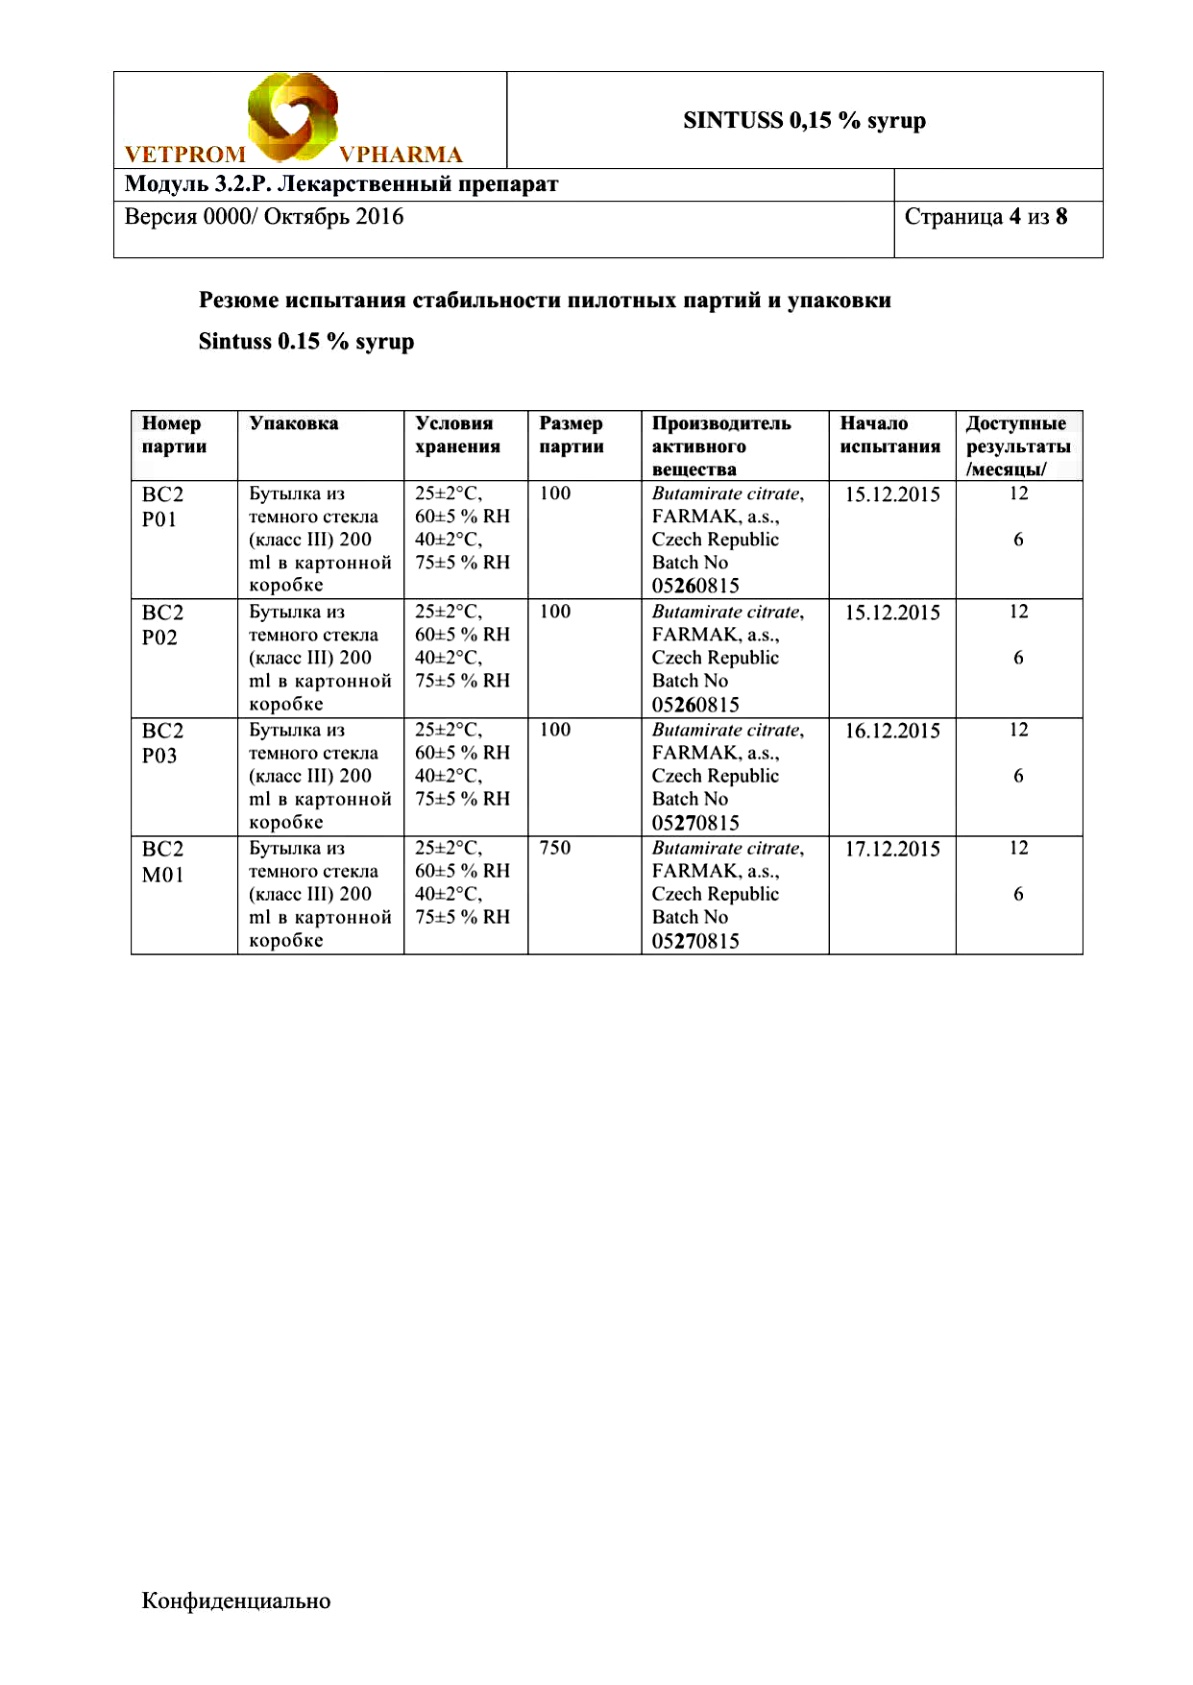 VETPROM VPHARMA
SINTUSS 0,15 % syrup
Модуль 3.2.P. Лекарственный препарат
Версия 0000/ Октябрь 2016
Страница 4 из 8
Резюме испытания стабильности пилотных партий и упаковки
Sintuss 0.15 % syrup
Номер
партии
Упаковка
Условия
хранения
Размер
партии
Производитель
активного
вещества
Начало
испытания
Доступные
результаты
/месяцы/
BC2
P01
Бутылка из
темного стекла
(класс III) 200
ml в картонной
коробке
25±2°C,
60±5 % RH
40±2°C,
75±5 % RH
100
Butamirate citrate,
FARMAK, a.s.,
Czech Republic
Batch No
05260815
15.12.2015
12
6
BC2
P02
Бутылка из
темного стекла
(класс III) 200
ml в картонной
коробке
25±2°C,
60±5 % RH
40±2°C,
75±5 % RH
100
Butamirate citrate,
FARMAK, a.s.,
Czech Republic
Batch No
05260815
15.12.2015
12
6
BC2
P03
Бутылка из
темного стекла
(класс III) 200
ml в картонной
коробке
25±2°C,
60±5 % RH
40±2°C,
75±5 % RH
100
Butamirate citrate,
FARMAK, a.s.,
Czech Republic
Batch No
05270815
16.12.2015
12
6
BC2
M01
Бутылка из
темного стекла
(класс III) 200
ml в картонной
коробке
25±2°C,
60±5 % RH
40±2°C,
75±5 % RH
750
Butamirate citrate,
FARMAK, a.s.,
Czech Republic
Batch No
05270815
17.12.2015
12
6
Конфиденциально